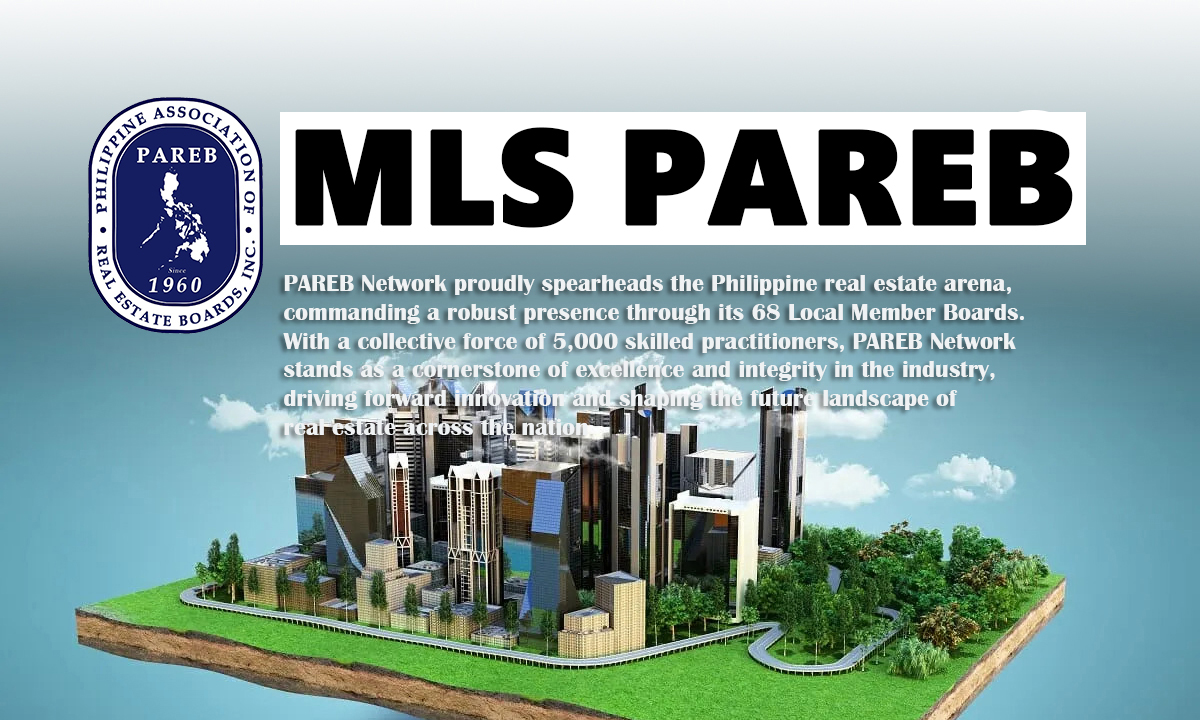 PHILIPPINE ASSOCIATION OF
PAREB
Since
1960
REAL ESTATE BOARDS, INC.
MLS PAREB
PAREB Network proudly spearheads the Philippine real estate arena,
commanding a robust presence through its 68 Local Member Boards.
With a collective force of 5,000 skilled practitioners, PAREB Network
stands as a cornerstone of excellence and integrity in the industry,
driving forward innovation and shaping the future landscape of
real estate across the nation.